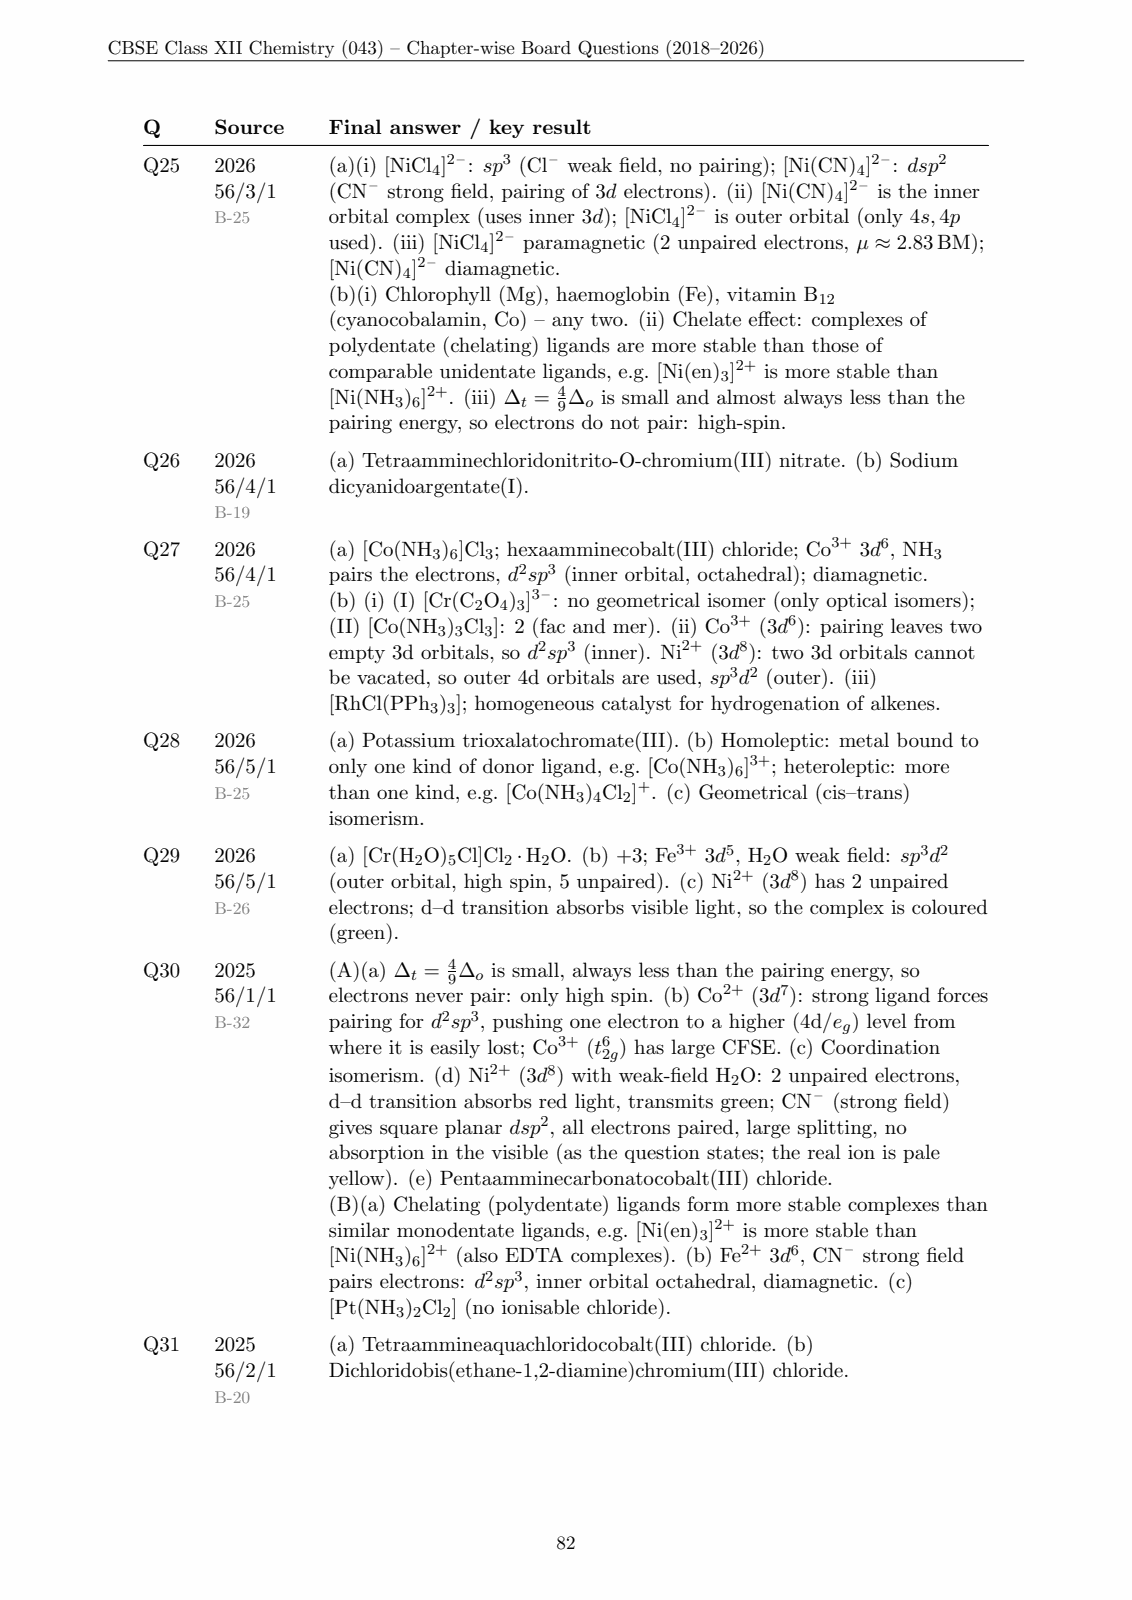 CBSE Class XII Chemistry (043) – Chapter-wise Board Questions (2018–2026)
Q Source Final answer / key result
Q25 2026 (a)(i) [NiCl₄]²⁻: sp³ (Cl⁻ weak field, no pairing); [Ni(CN)₄]²⁻: dsp²
56/3/1 (CN⁻ strong field, pairing of 3d electrons). (ii) [Ni(CN)₄]²⁻ is the inner
B-25 orbital complex (uses inner 3d); [NiCl₄]²⁻ is outer orbital (only 4s, 4p
used). (iii) [NiCl₄]²⁻ paramagnetic (2 unpaired electrons, μ ≈ 2.83 BM);
[Ni(CN)₄]²⁻ diamagnetic.
(b)(i) Chlorophyll (Mg), haemoglobin (Fe), vitamin B₁₂
(cyanocobalamin, Co) – any two. (ii) Chelate effect: complexes of
polydentate (chelating) ligands are more stable than those of
comparable unidentate ligands, e.g. [Ni(en)₃]²⁺ is more stable than
[Ni(NH₃)₆]²⁺. (iii) Δₜ = 4/9 Δₒ is small and almost always less than the
pairing energy, so electrons do not pair: high-spin.
Q26 2026 (a) Tetraamminechloridonitrito-O-chromium(III) nitrate. (b) Sodium
56/4/1 dicyanidoargentate(I).
B-19
Q27 2026 (a) [Co(NH₃)₆]Cl₃; hexaamminecobalt(III) chloride; Co³⁺ 3d⁶, NH₃
56/4/1 pairs the electrons, d²sp³ (inner orbital, octahedral); diamagnetic.
B-25 (b) (i) (I) [Cr(C₂O₄)₃]³⁻: no geometrical isomer (only optical isomers);
(II) [Co(NH₃)₃Cl₃]: 2 (fac and mer). (ii) Co³⁺ (3d⁶): pairing leaves two
empty 3d orbitals, so d²sp³ (inner). Ni²⁺ (3d⁸): two 3d orbitals cannot
be vacated, so outer 4d orbitals are used, sp³d² (outer). (iii)
[RhCl(PPh₃)₃]; homogeneous catalyst for hydrogenation of alkenes.
Q28 2026 (a) Potassium trioxalatochromate(III). (b) Homoleptic: metal bound to
56/5/1 only one kind of donor ligand, e.g. [Co(NH₃)₆]³⁺; heteroleptic: more
B-25 than one kind, e.g. [Co(NH₃)₄Cl₂]⁺. (c) Geometrical (cis–trans)
isomerism.
Q29 2026 (a) [Cr(H₂O)₅Cl]Cl₂ · H₂O. (b) +3; Fe³⁺ 3d⁵, H₂O weak field: sp³d²
56/5/1 (outer orbital, high spin, 5 unpaired). (c) Ni²⁺ (3d⁸) has 2 unpaired
B-26 electrons; d–d transition absorbs visible light, so the complex is coloured
(green).
Q30 2025 (A)(a) Δₜ = 4/9 Δₒ is small, always less than the pairing energy, so
56/1/1 electrons never pair: only high spin. (b) Co²⁺ (3d⁷): strong ligand forces
B-32 pairing for d²sp³, pushing one electron to a higher (4d/e_g) level from
where it is easily lost; Co³⁺ (t₂g⁶) has large CFSE. (c) Coordination
isomerism. (d) Ni²⁺ (3d⁸) with weak-field H₂O: 2 unpaired electrons,
d–d transition absorbs red light, transmits green; CN⁻ (strong field)
gives square planar dsp², all electrons paired, large splitting, no
absorption in the visible (as the question states; the real ion is pale
yellow). (e) Pentaamminecarbonatocobalt(III) chloride.
(B)(a) Chelating (polydentate) ligands form more stable complexes than
similar monodentate ligands, e.g. [Ni(en)₃]²⁺ is more stable than
[Ni(NH₃)₆]²⁺ (also EDTA complexes). (b) Fe²⁺ 3d⁶, CN⁻ strong field
pairs electrons: d²sp³, inner orbital octahedral, diamagnetic. (c)
[Pt(NH₃)₂Cl₂] (no ionisable chloride).
Q31 2025 (a) Tetraammineaquachloridocobalt(III) chloride. (b)
56/2/1 Dichloridobis(ethane-1,2-diamine)chromium(III) chloride.
B-20
82